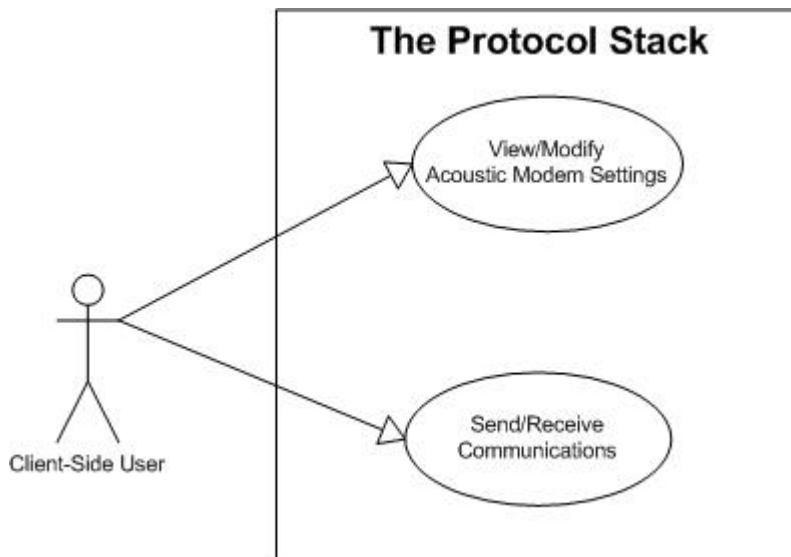 The Protocol Stack
View/Modify
Acoustic Modem Settings
Send/Receive
Communications
Client-Side User